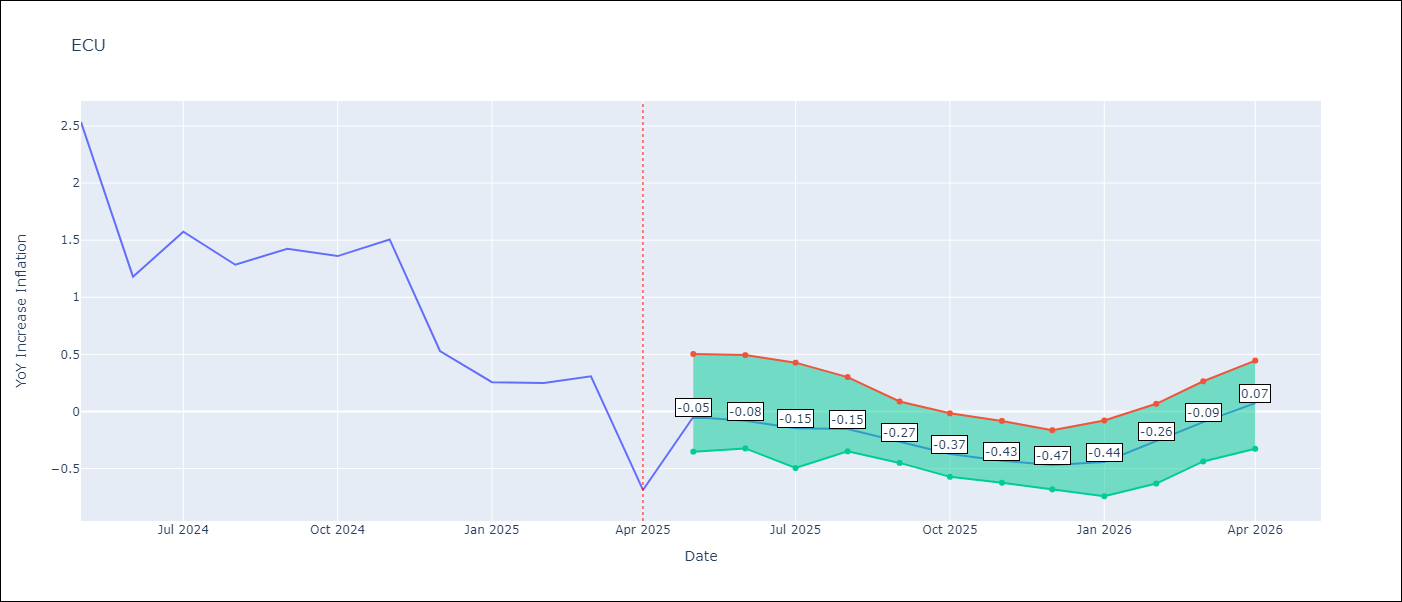 ECU
YoY Increase Inflation
2.5
2
1.5
1
0.5
0
−0.5
-0.05
-0.08
-0.15
-0.15
-0.27
-0.37
-0.43
-0.47
-0.44
-0.26
-0.09
0.07
Jul 2024
Oct 2024
Jan 2025
Apr 2025
Jul 2025
Oct 2025
Jan 2026
Apr 2026
Date